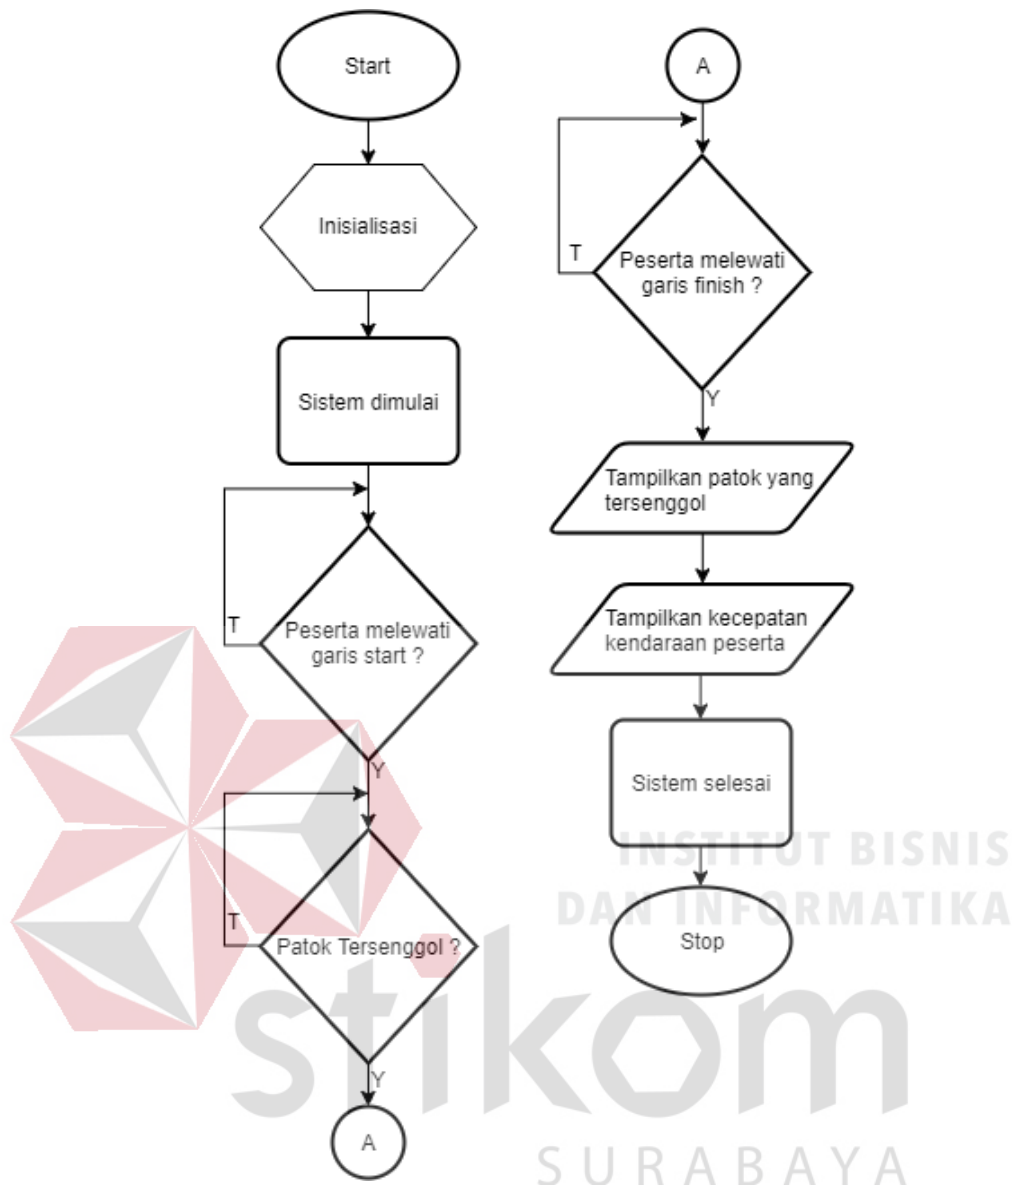 Start
Inisialisasi
Sistem dimulai
T
Peserta melewati
garis start ?
Y
T
Patok Tersenggol ?
Y
A
A
T
Peserta melewati
garis finish ?
Y
Tampilkan patok yang
tersenggol
Tampilkan kecepatan
kendaraan peserta
Sistem selesai
Stop
INSTITUT BISNIS
DAN INFORMATIKA
stikom
SURABAYA